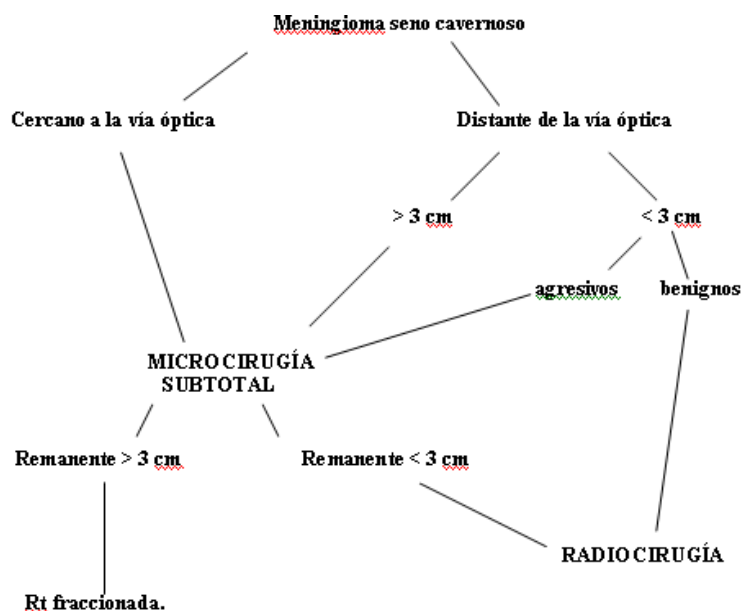 Meningioma seno cavernoso
Cercano a la vía óptica
Distante de la vía óptica
> 3 cm
< 3 cm
agresivos
benignos
MICROCIRUGÍA
SUBTOTAL
Remanente > 3 cm
Remanente < 3 cm
RADIOCIRUGÍA
Rt fraccionada.